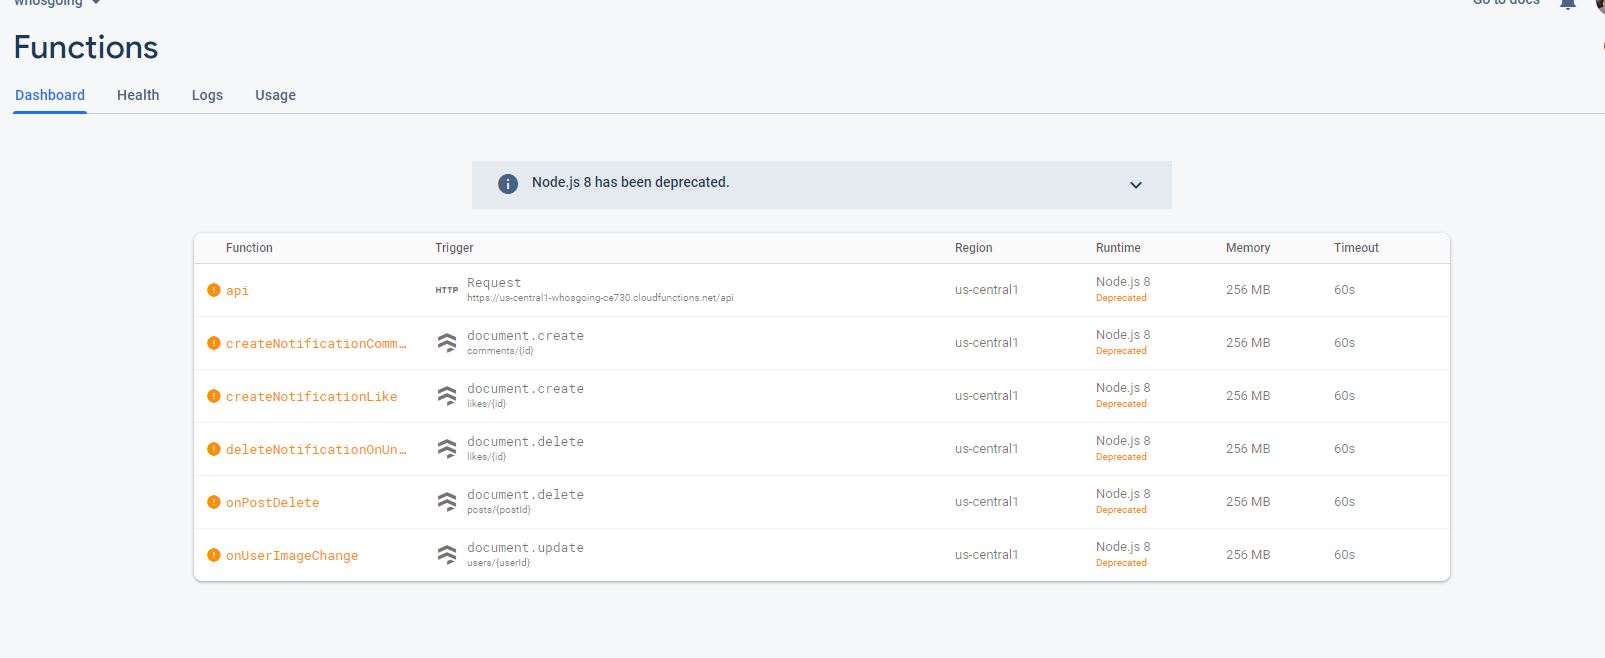 whosgoing
Go to docs
Functions
Dashboard Health Logs Usage
Node.js 8 has been deprecated.
Function Trigger Region Runtime Memory Timeout
api HTTP Request us-central1 Node.js 8 256 MB 60s
https://us-central1-whosgoing-ce730.cloudfunctions.net/api Deprecated
createNotificationComm… document.create us-central1 Node.js 8 256 MB 60s
comments/{id} Deprecated
createNotificationLike document.create us-central1 Node.js 8 256 MB 60s
likes/{id} Deprecated
deleteNotificationOnUn… document.delete us-central1 Node.js 8 256 MB 60s
likes/{id} Deprecated
onPostDelete document.delete us-central1 Node.js 8 256 MB 60s
posts/{postId} Deprecated
onUserImageChange document.update us-central1 Node.js 8 256 MB 60s
users/{userId} Deprecated